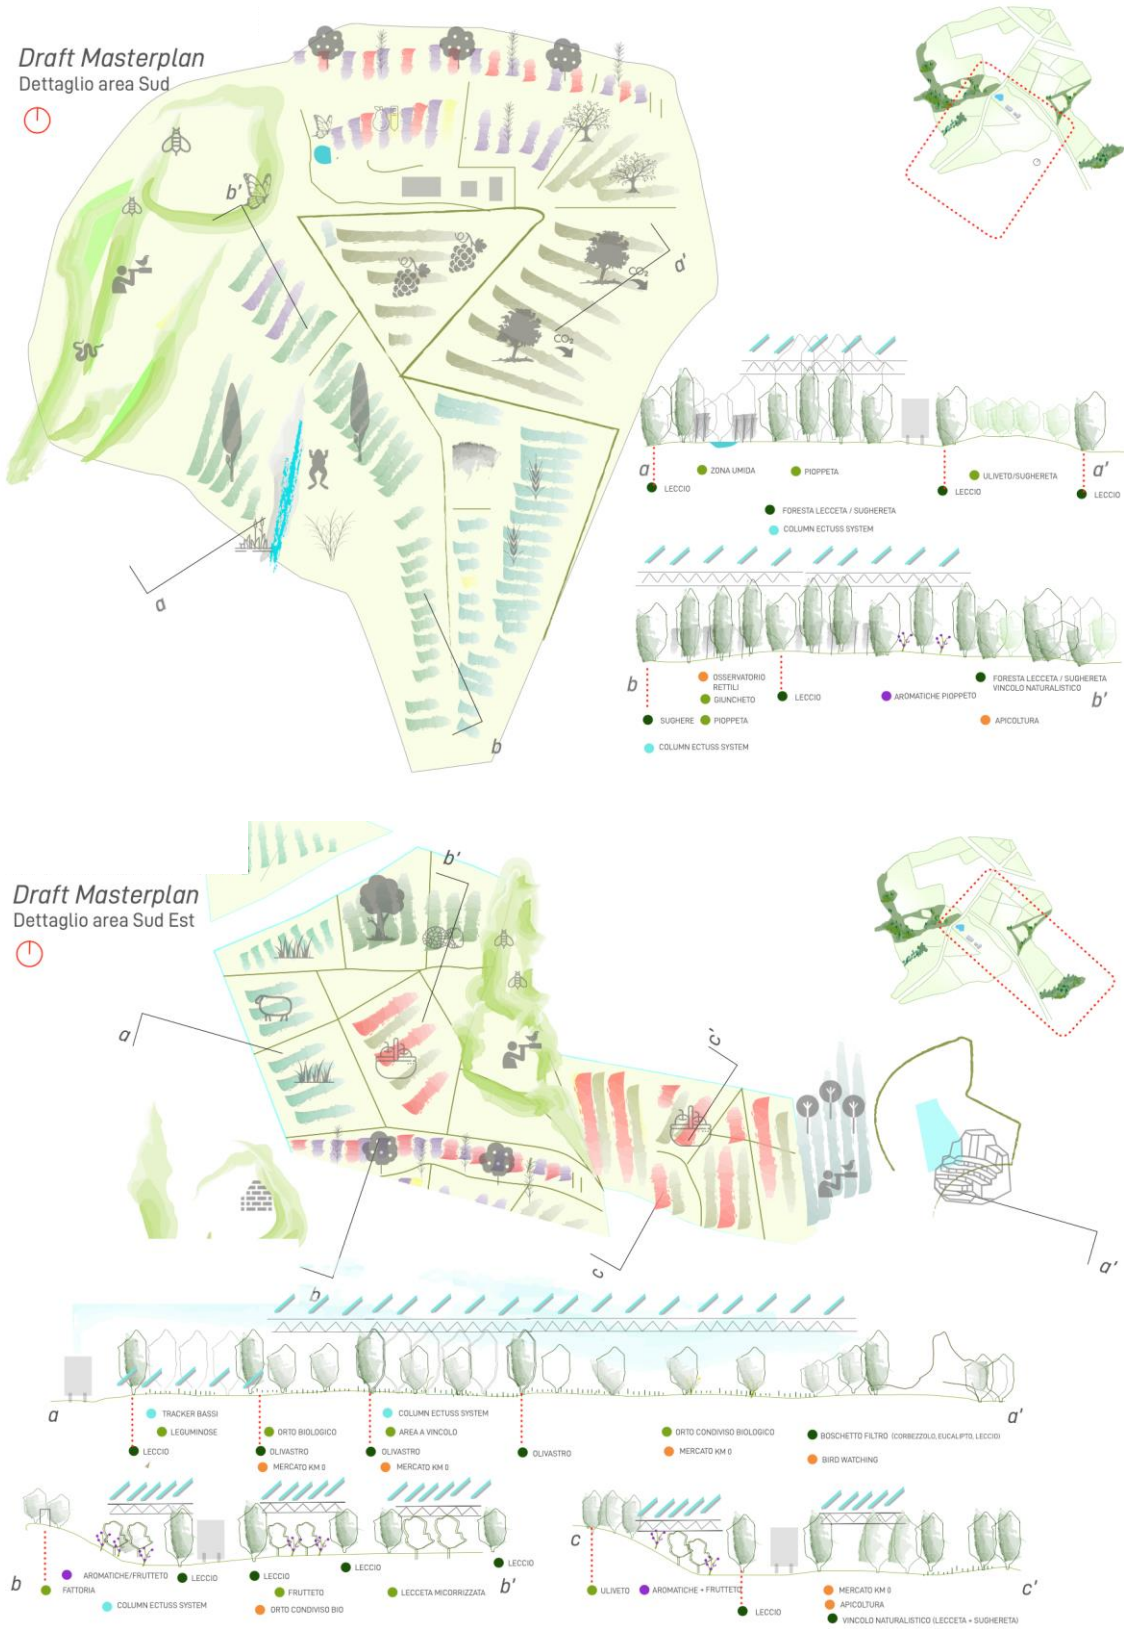 Draft Masterplan
Dettaglio area Sud
b'
a'
CO₂
CO₂
a
b
a
ZONA UMIDA
PIOPPETA
ULIVETO/SUGHERETA
a'
LECCIO
LECCIO
LECCIO
FORESTA LECCETA / SUGHERETA
COLUMN ECTUSS SYSTEM
b
OSSERVATORIO
RETTILI
GIUNCHETO
LECCIO
AROMATICHE PIOPPETO
FORESTA LECCETA / SUGHERETA
VINCOLO NATURALISTICO
b'
SUGHERE
PIOPPETA
APICOLTURA
COLUMN ECTUSS SYSTEM
Draft Masterplan
Dettaglio area Sud Est
b'
a
c'
b
c
a'
a
TRACKER BASSI
COLUMN ECTUSS SYSTEM
a'
LEGUMINOSE
ORTO BIOLOGICO
AREA A VINCOLO
ORTO CONDIVISO BIOLOGICO
BOSCHETTO FILTRO (CORBEZZOLO, EUCALIPTO, LECCIO)
LECCIO
OLIVASTRO
OLIVASTRO
OLIVASTRO
MERCATO KM 0
BIRD WATCHING
MERCATO KM 0
MERCATO KM 0
b
AROMATICHE/FRUTTETO
LECCIO
LECCIO
LECCIO
LECCIO
b'
FATTORIA
FRUTTETO
LECCETA MICORRIZZATA
COLUMN ECTUSS SYSTEM
ORTO CONDIVISO BIO
c
ULIVETO
AROMATICHE + FRUTTETO
MERCATO KM 0
c'
APICOLTURA
LECCIO
VINCOLO NATURALISTICO (LECCETA + SUGHERETA)